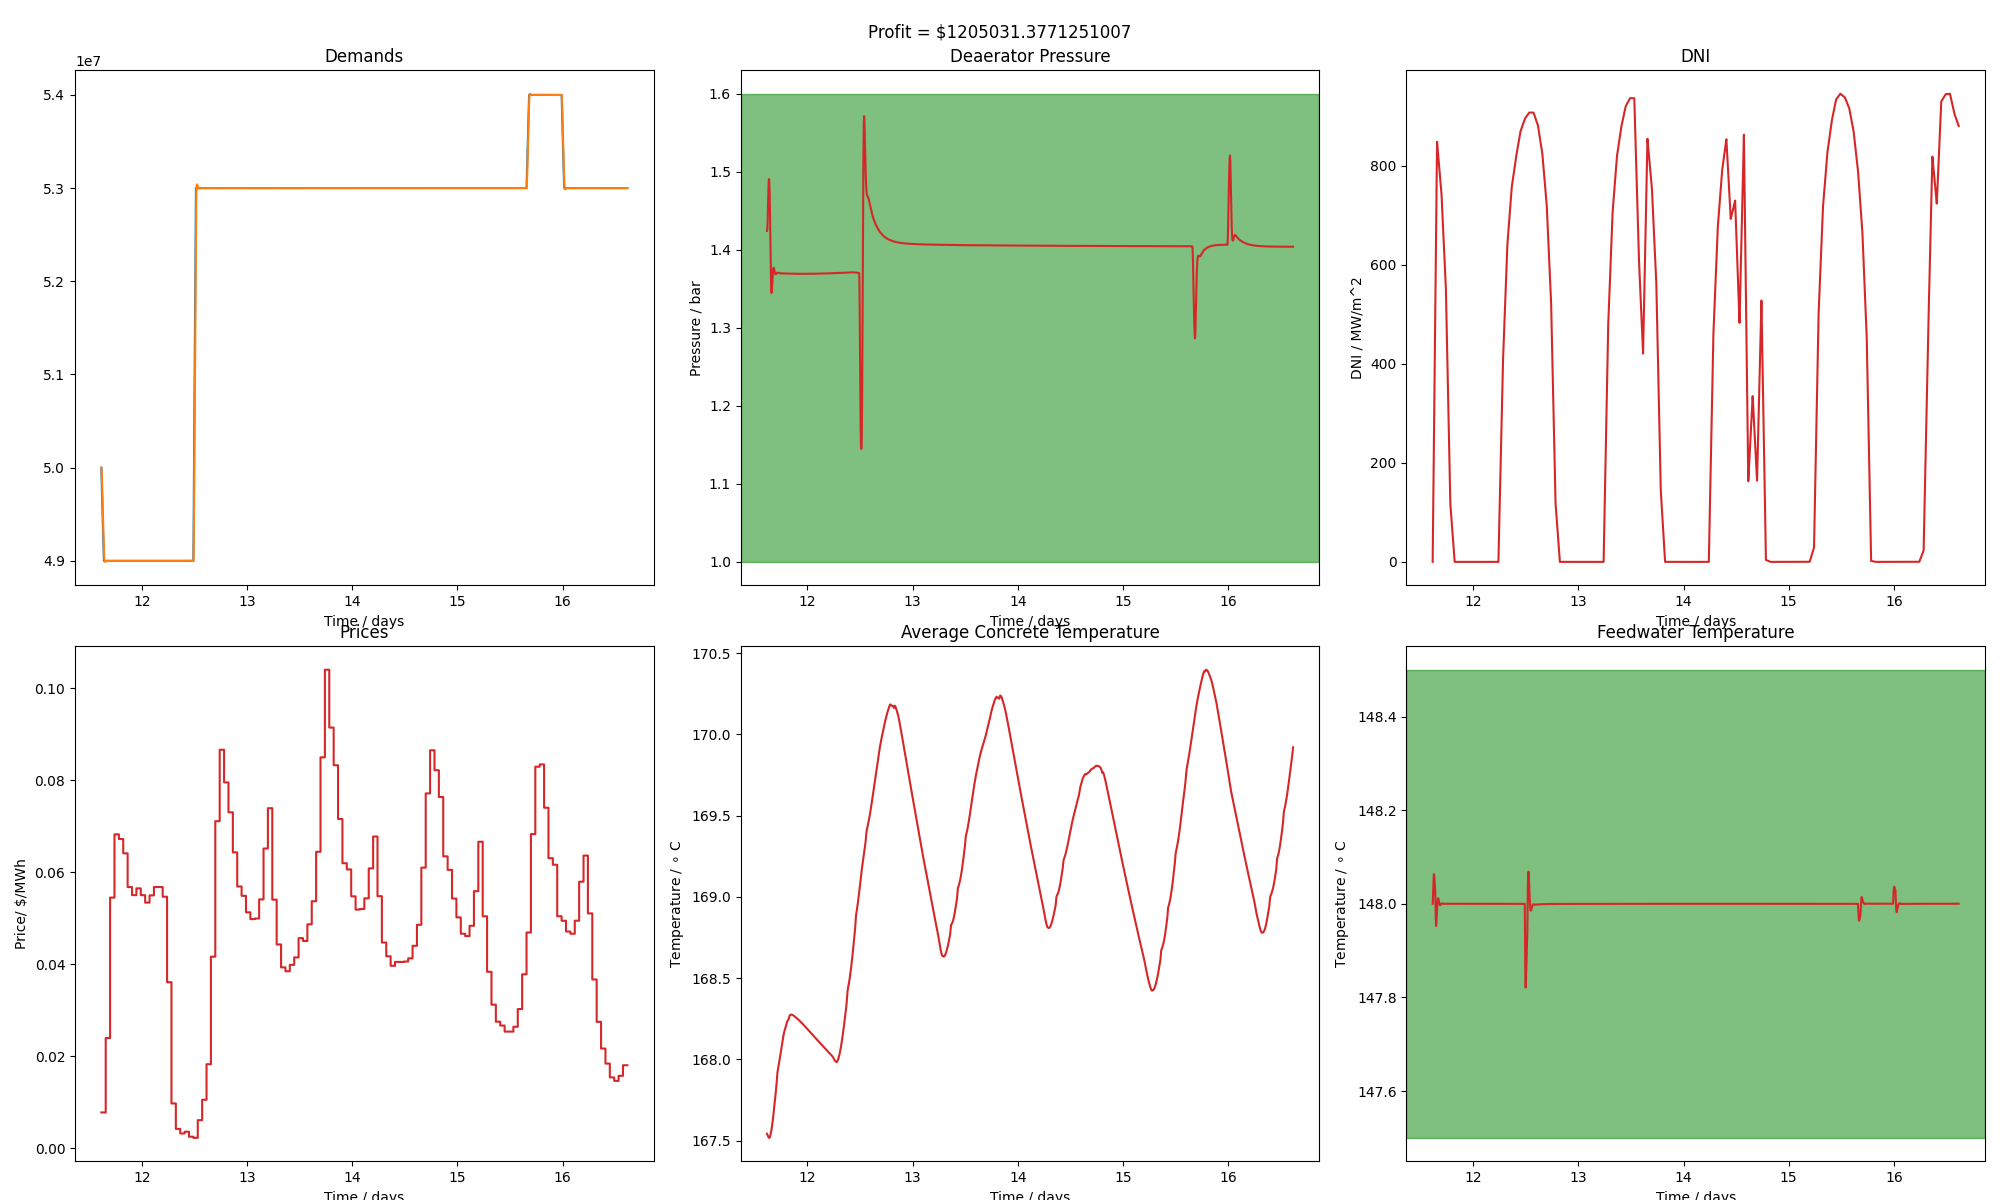 Profit = $1205031.3771251007
Demands
1e7
5.4
5.3
5.2
5.1
5.0
4.9
12 13 14 15 16
Time / days
Deaerator Pressure
Pressure / bar
1.6
1.5
1.4
1.3
1.2
1.1
1.0
12 13 14 15 16
Time / days
DNI
DNI / MW/m^2
800
600
400
200
0
12 13 14 15 16
Time / days
Prices
Price/ $/MWh
0.10
0.08
0.06
0.04
0.02
0.00
12 13 14 15 16
Time / days
Average Concrete Temperature
Temperature / ∘ C
170.5
170.0
169.5
169.0
168.5
168.0
167.5
12 13 14 15 16
Time / days
Feedwater Temperature
Temperature / ∘ C
148.4
148.2
148.0
147.8
147.6
12 13 14 15 16
Time / days